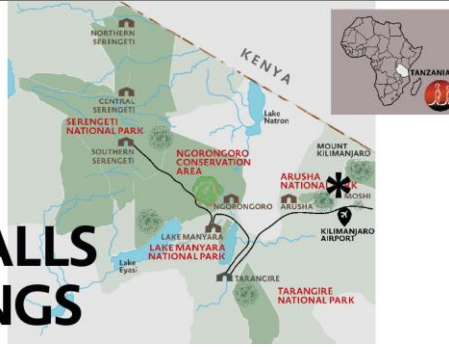 NORTHERN
SERENGETI
KENYA
TANZANIA
CENTRAL
SERENGETI
SERENGETI
NATIONAL PARK
Lake
Natron
SOUTHERN
SERENGETI
NGORONGORO
CONSERVATION
AREA
MOUNT
KILIMANJARO
ARUSHA
NATIONAL
MOSHI
NGORONGORO
ARUSHA
LAKE MANYARA
LAKE MANYARA
NATIONAL PARK
KILIMANJARO
AIRPORT
Lake
Eyasi
ALLS
NGS
TARANGIRE
TARANGIRE
NATIONAL PARK